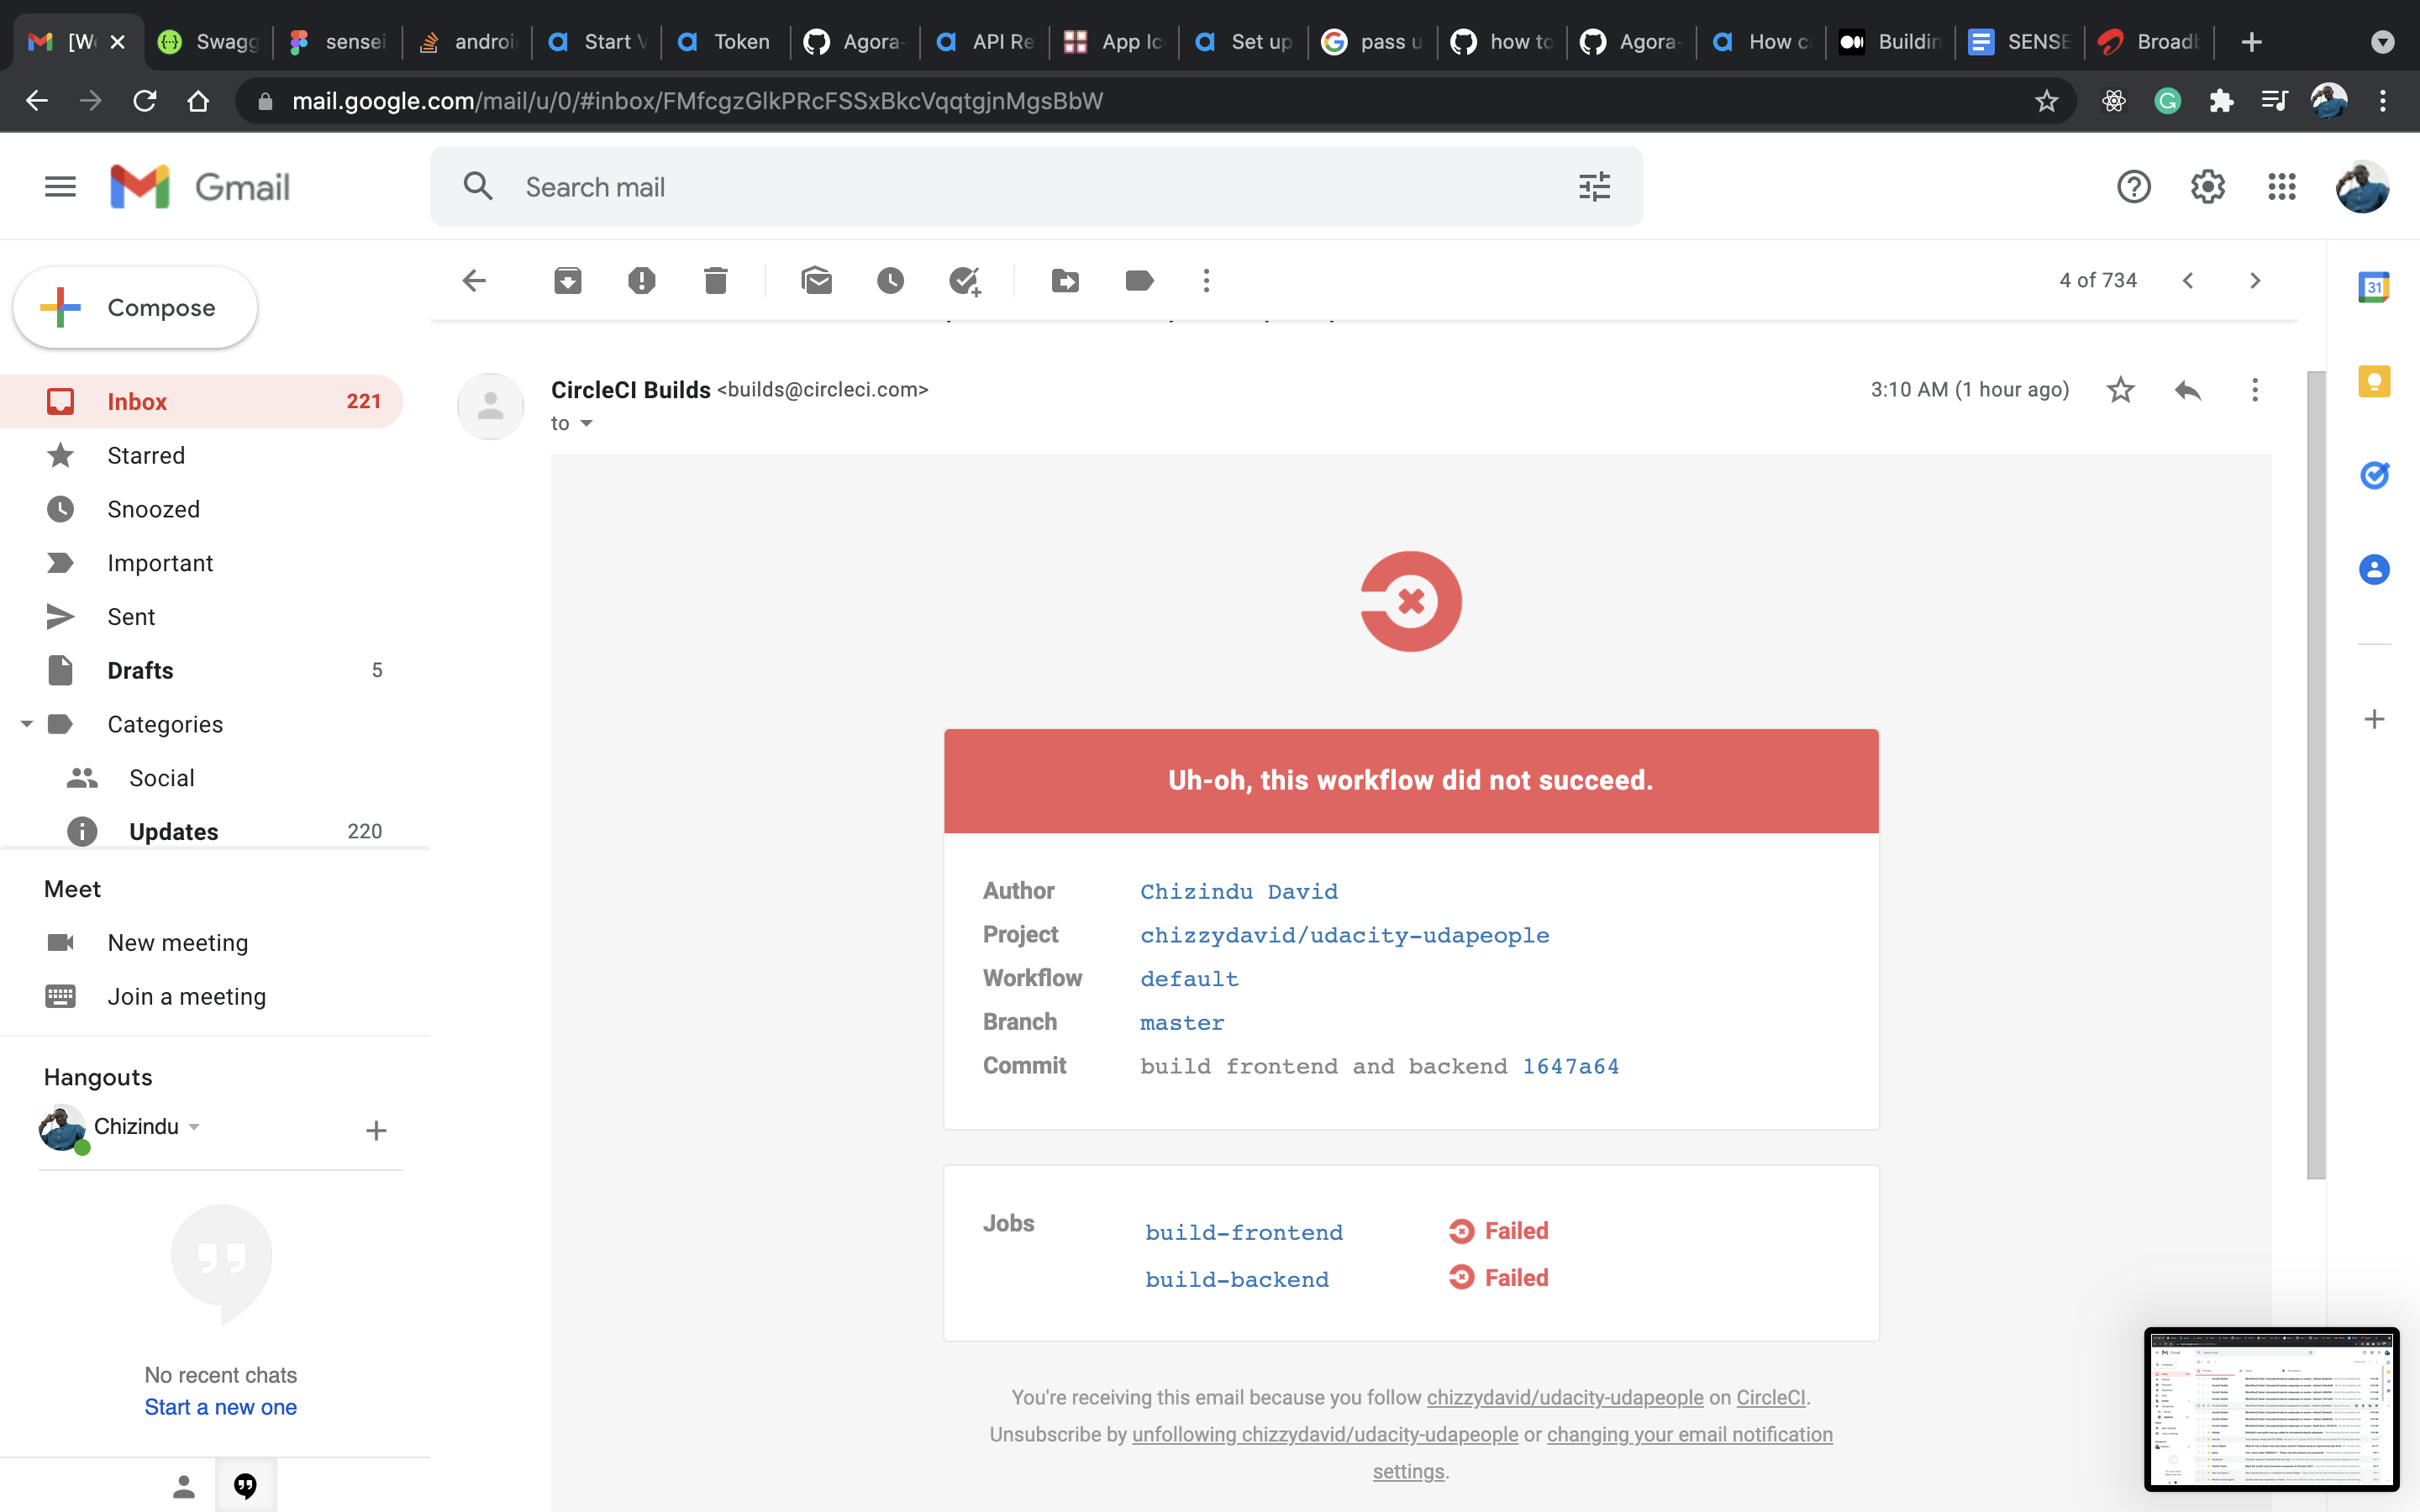 [W
Swagg
sensei
androi
Start V
Token
Agora-
API Re
App Ic
Set up
pass u
how to
Agora-
How c
Buildin
SENSE
Broadb
mail.google.com/mail/u/0/#inbox/FMfcgzGlkPRcFSSxBkcVqqtgjnMgsBbW
Gmail
Search mail
4 of 734
Compose
Inbox 221
Starred
Snoozed
Important
Sent
Drafts 5
Categories
Social
Updates 220
Meet
New meeting
Join a meeting
Hangouts
Chizindu
No recent chats
Start a new one
CircleCI Builds <builds@circleci.com>
3:10 AM (1 hour ago)
to
Uh-oh, this workflow did not succeed.
Author Chizindu David
Project chizzydavid/udacity-udapeople
Workflow default
Branch master
Commit build frontend and backend 1647a64
Jobs build-frontend Failed
build-backend Failed
You're receiving this email because you follow chizzydavid/udacity-udapeople on CircleCI.
Unsubscribe by unfollowing chizzydavid/udacity-udapeople or changing your email notification
settings.
31